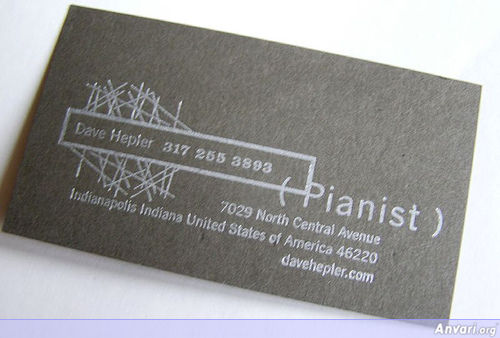 Dave Hepler 317 255 3893
( Pianist )
7029 North Central Avenue
Indianapolis Indiana United States of America 46220
davehepler.com
Anvari.org